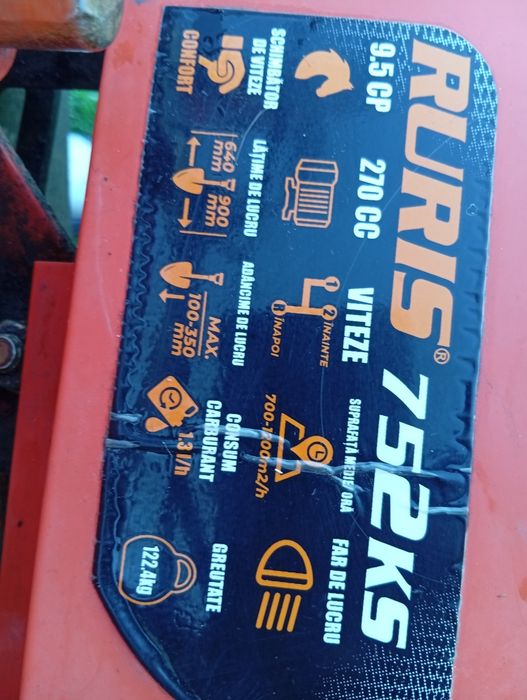 RURIS® 752KS
9.5 CP
270 CC
VITEZE
1
2 ÎNAINTE
R ÎNAPOI
SUPRAFAȚĂ MEDIE/ORĂ
700-1200m2/h
FAR DE LUCRU
SCHIMBĂTOR
DE VITEZE
CONFORT
LĂȚIME DE LUCRU
640 900
mm mm
ADÂNCIME DE LUCRU
MAX.
100-350
mm
CONSUM
CARBURANT
1.3 l/h
GREUTATE
122.4kg